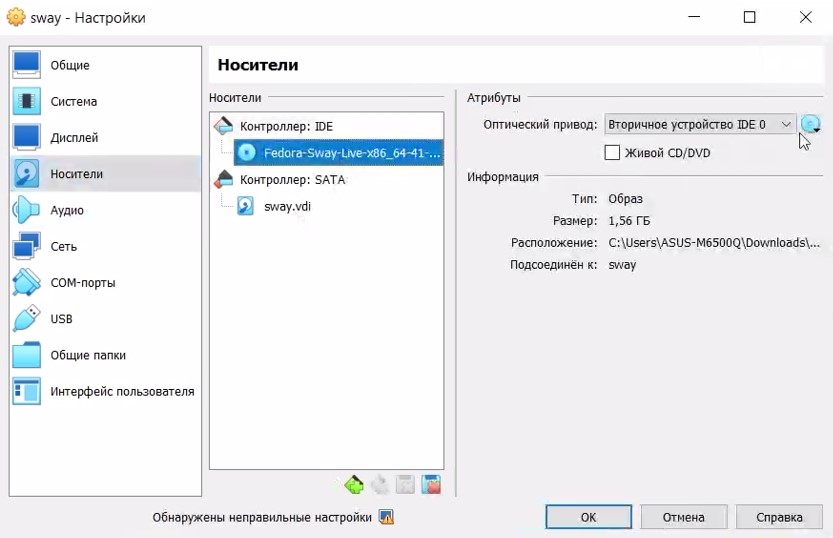 sway - Настройки
Общие
Система
Дисплей
Носители
Аудио
Сеть
COM-порты
USB
Общие папки
Интерфейс пользователя
Носители
Носители
Контроллер: IDE
Fedora-Sway-Live-x86_64-41-...
Контроллер: SATA
sway.vdi
Атрибуты
Оптический привод: Вторичное устройство IDE 0
Живой CD/DVD
Информация
Тип: Образ
Размер: 1,56 ГБ
Расположение: C:\Users\ASUS-M6500Q\Downloads\...
Подсоединён к: sway
Обнаружены неправильные настройки
OK
Отмена
Справка